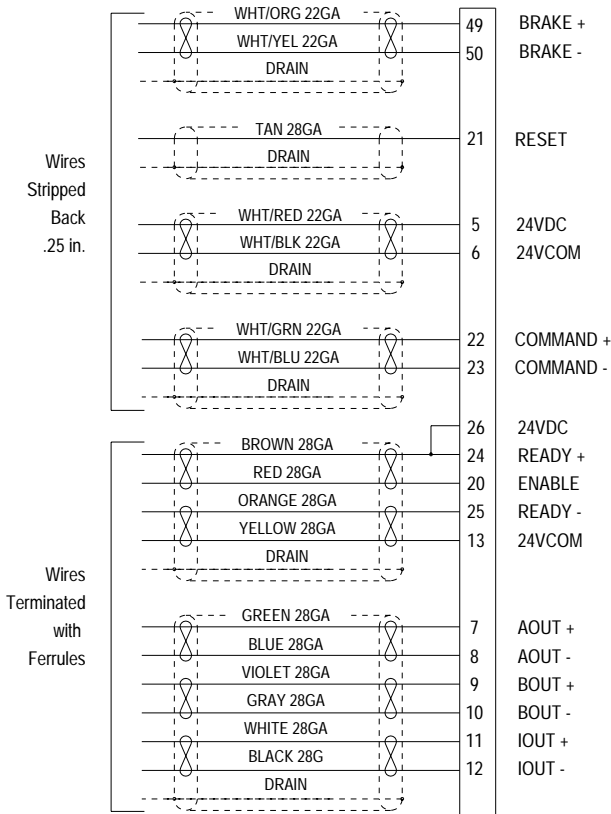 WHT/ORG 22GA 49 BRAKE +
WHT/YEL 22GA 50 BRAKE -
DRAIN
TAN 28GA 21 RESET
DRAIN
Wires
Stripped
Back
.25 in.
WHT/RED 22GA 5 24VDC
WHT/BLK 22GA 6 24VCOM
DRAIN
WHT/GRN 22GA 22 COMMAND +
WHT/BLU 22GA 23 COMMAND -
DRAIN
26 24VDC
BROWN 28GA 24 READY +
RED 28GA 20 ENABLE
ORANGE 28GA 25 READY -
YELLOW 28GA 13 24VCOM
DRAIN
Wires
Terminated
with
Ferrules
GREEN 28GA 7 AOUT +
BLUE 28GA 8 AOUT -
VIOLET 28GA 9 BOUT +
GRAY 28GA 10 BOUT -
WHITE 28GA 11 IOUT +
BLACK 28G 12 IOUT -
DRAIN